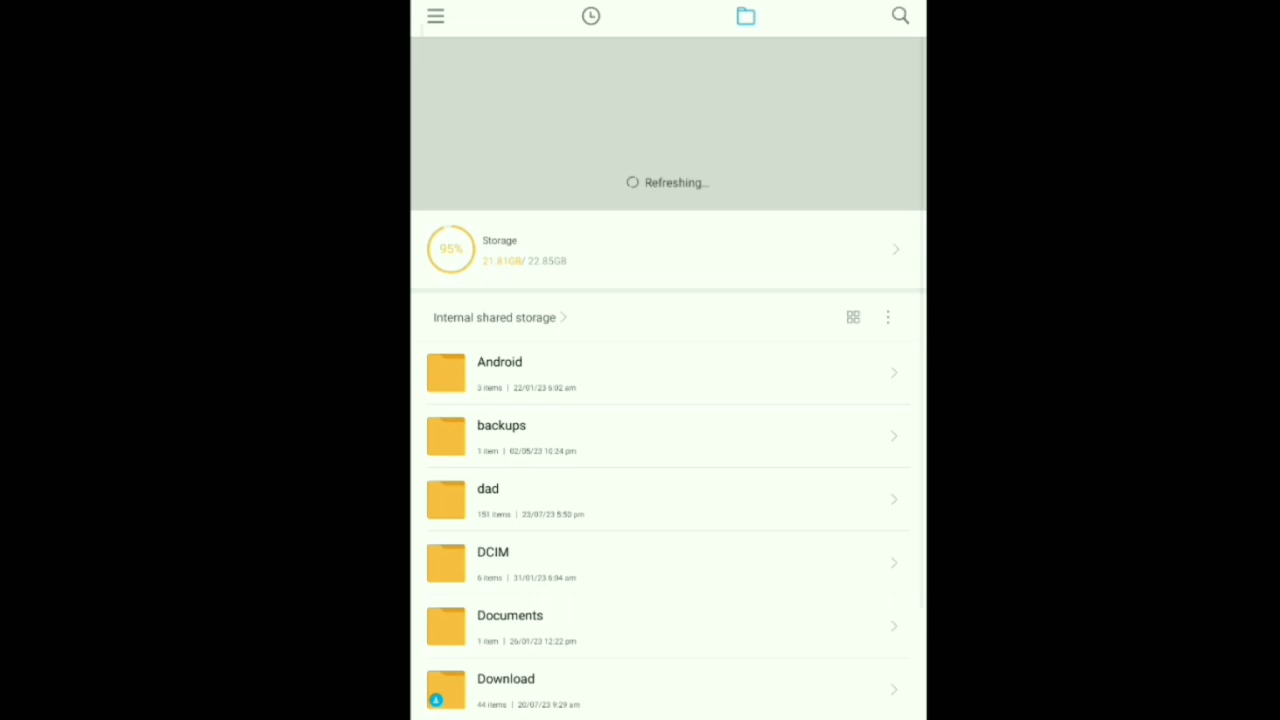 Refreshing...
95%
Storage
21.81GB/ 22.85GB
Internal shared storage
Android
3 items | 22/01/23 6:02 am
backups
1 item | 02/05/23 10:24 pm
dad
151 items | 23/07/23 5:50 pm
DCIM
6 items | 31/01/23 6:04 am
Documents
1 item | 26/01/23 12:22 pm
Download
44 items | 20/07/23 9:29 am